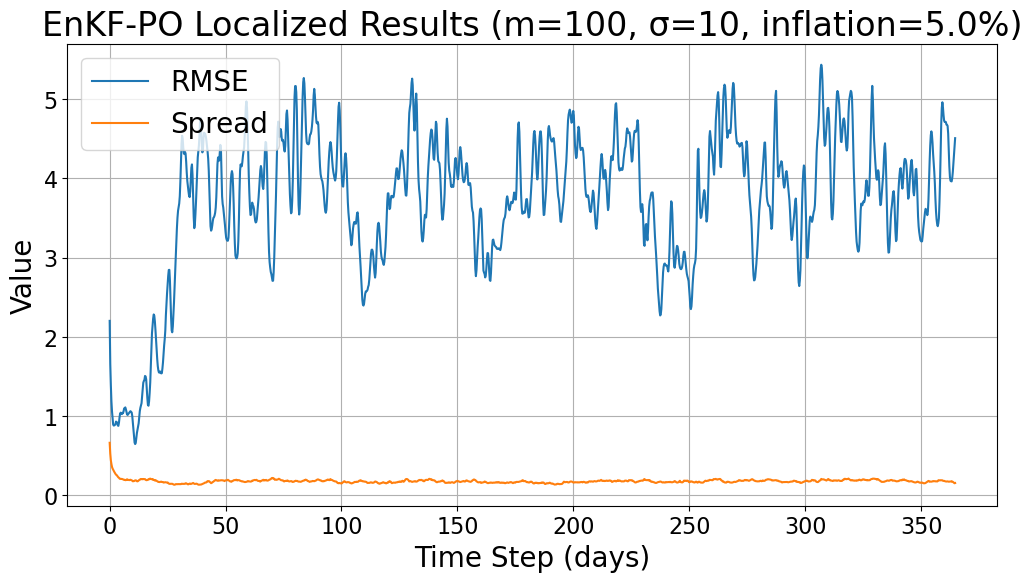 EnKF-PO Localized Results (m=100, σ=10, inflation=5.0%)
RMSE
Spread
Value
5
4
3
2
1
0
0 50 100 150 200 250 300 350
Time Step (days)